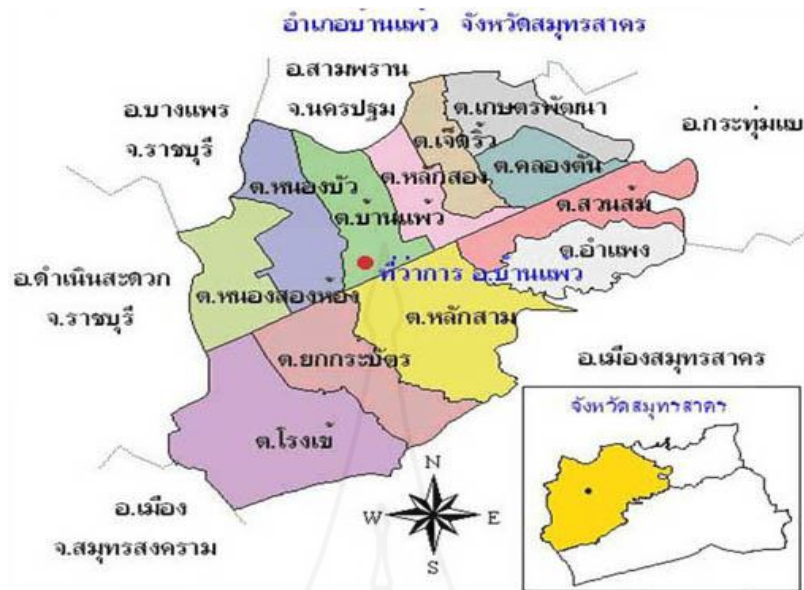 อำเภอบ้านแพ้ว จังหวัดสมุทรสาคร
อ.สามพราน
จ.นครปฐม
อ.บางแพร
จ.ราชบุรี
ต.เกษตรพัฒนา
อ.กระทุ่มแบ
ต.เจ็ดริ้ว
ต.คลองตัน
ต.หลักสอง
ต.หนองบัว
ต.บ้านแพ้ว
ต.สวนส้ม
ต.อำแพง
ที่ว่าการ อ.บ้านแพ้ว
อ.ดำเนินสะดวก
จ.ราชบุรี
ต.หนองสองห้อง
ต.หลักสาม
ต.ยกกระบัตร
อ.เมืองสมุทรสาคร
จังหวัดสมุทรสาคร
ต.โรงเข้
N
W
E
S
อ.เมือง
จ.สมุทรสงคราม